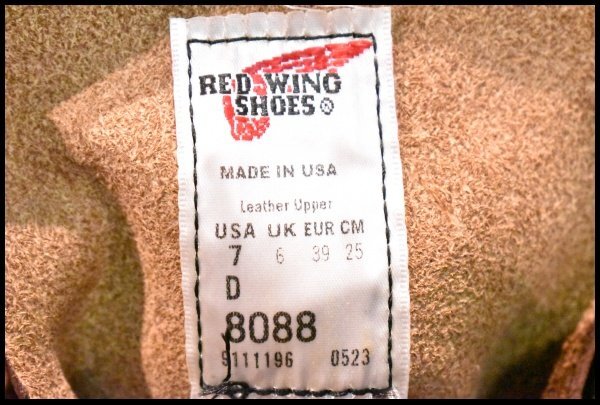 RED WING
SHOES®
MADE IN USA
Leather Upper
USA UK EUR CM
7 6 39 25
D
8088
9111196 0523